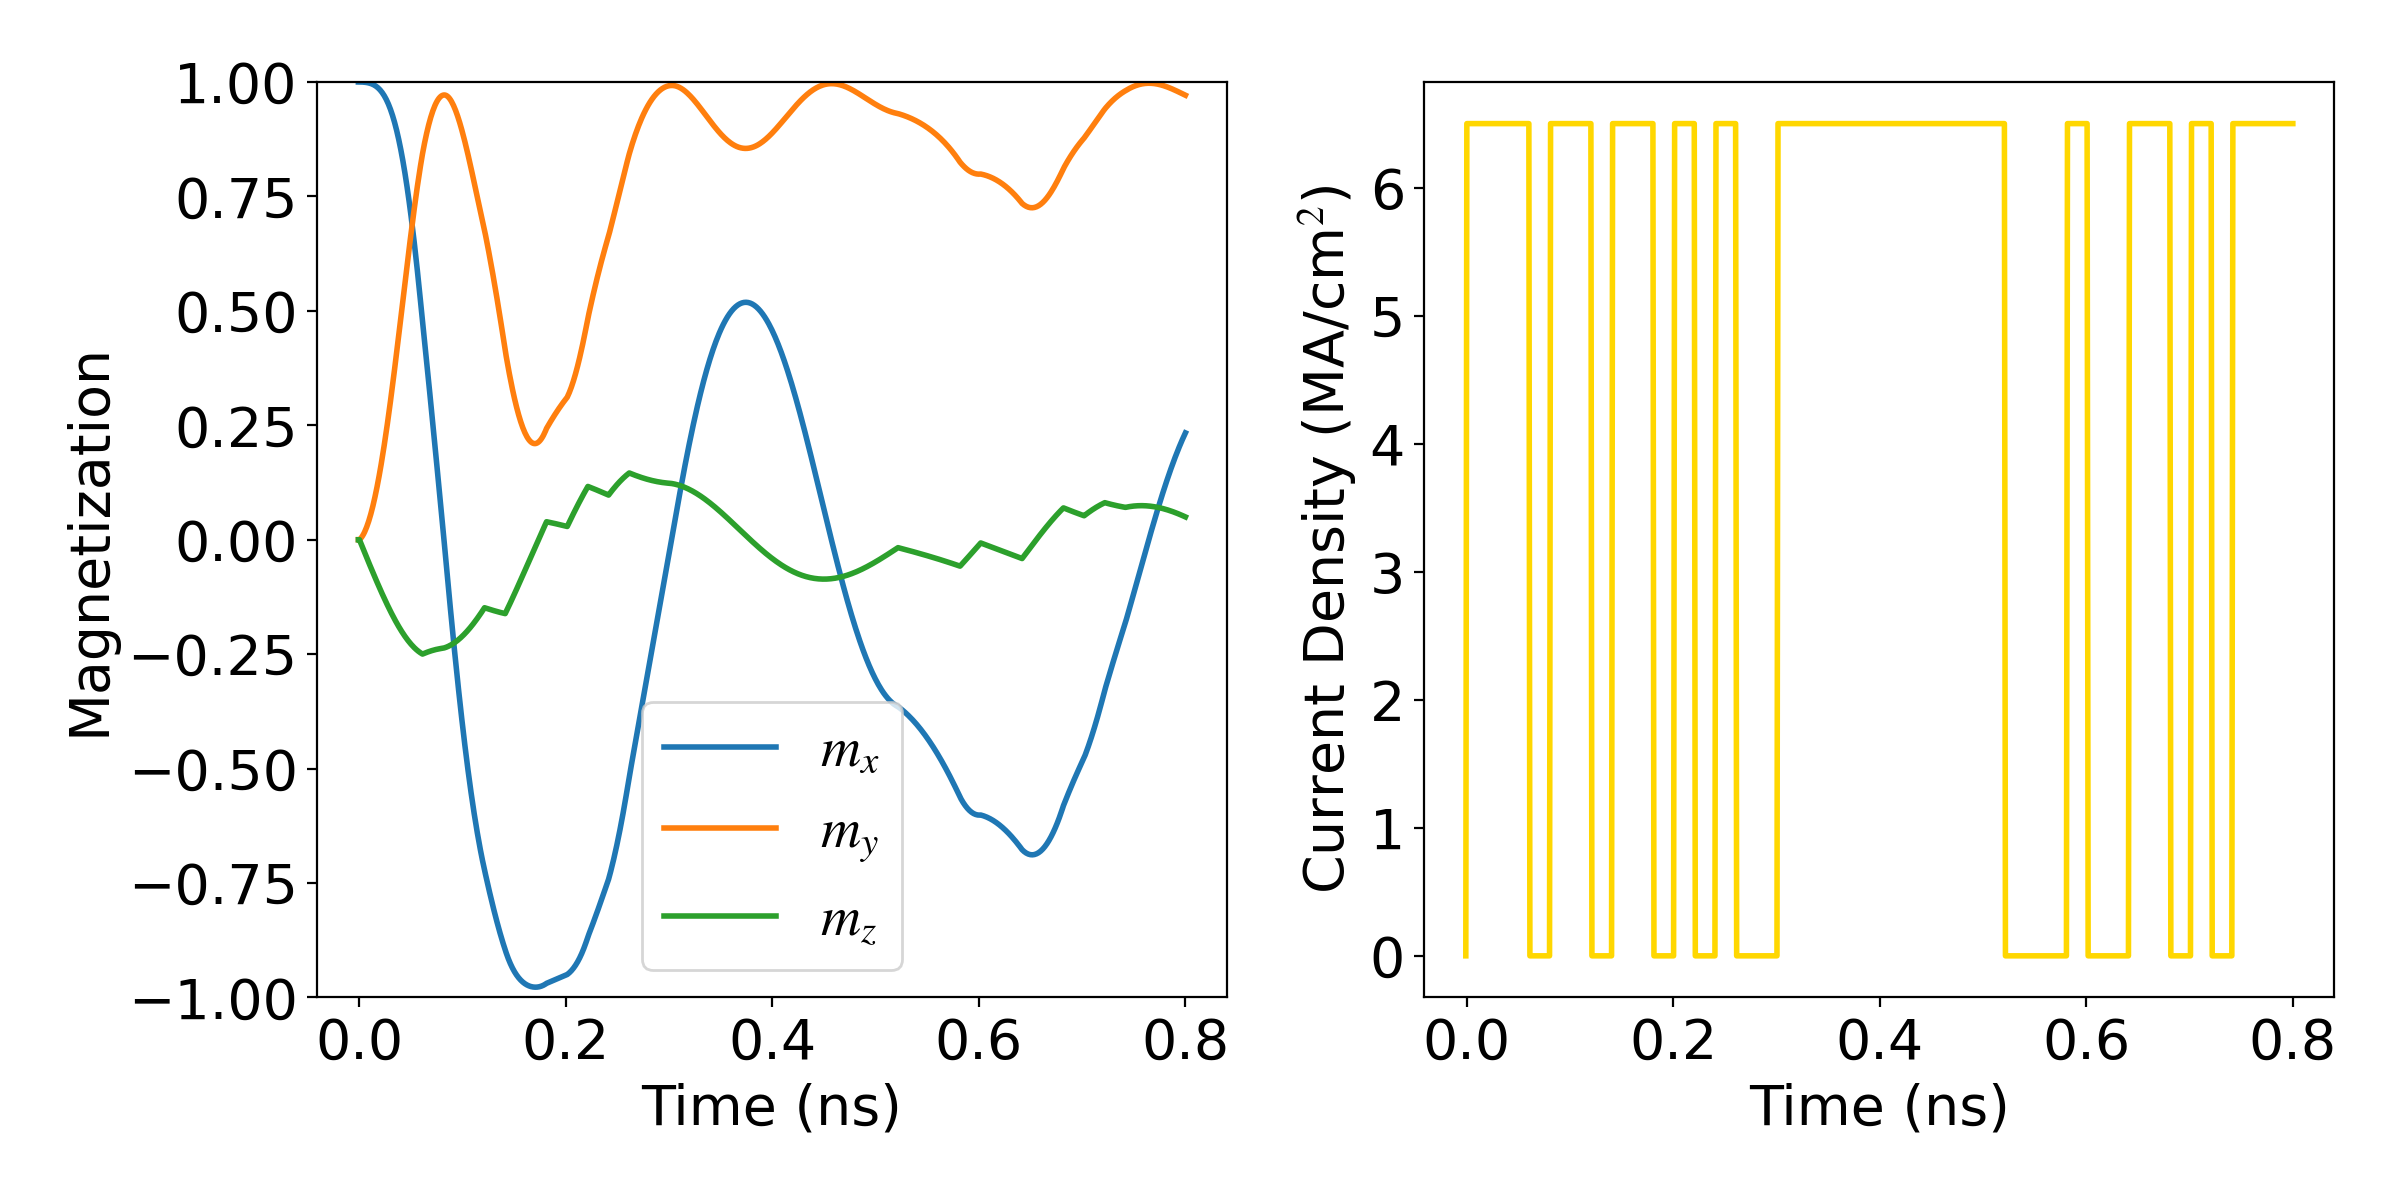 Magnetization
1.00
0.75
0.50
0.25
0.00
−0.25
−0.50
−0.75
−1.00
0.0 0.2 0.4 0.6 0.8
Time (ns)
mₓ
m_y
m_z
Current Density (MA/cm²)
6
5
4
3
2
1
0
0.0 0.2 0.4 0.6 0.8
Time (ns)